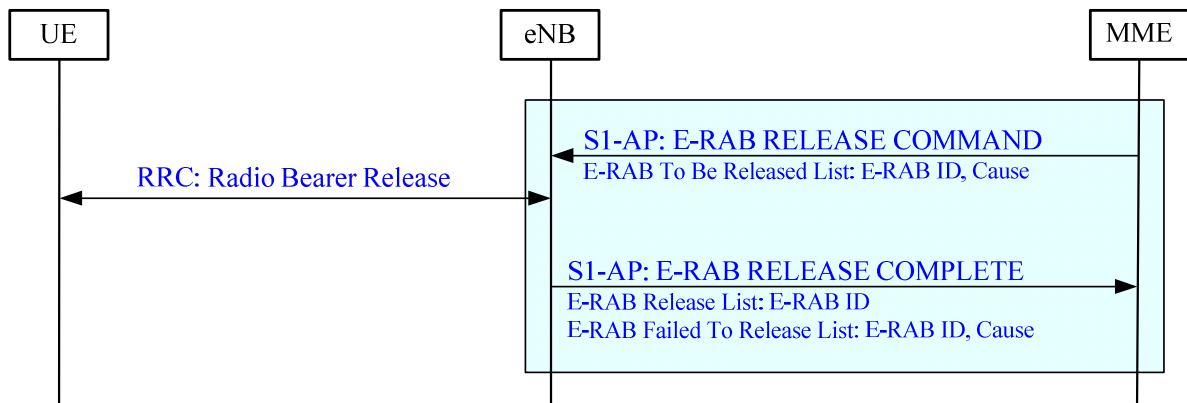 UE
eNB
MME
S1-AP: E-RAB RELEASE COMMAND
E-RAB To Be Released List: E-RAB ID, Cause
RRC: Radio Bearer Release
S1-AP: E-RAB RELEASE COMPLETE
E-RAB Release List: E-RAB ID
E-RAB Failed To Release List: E-RAB ID, Cause